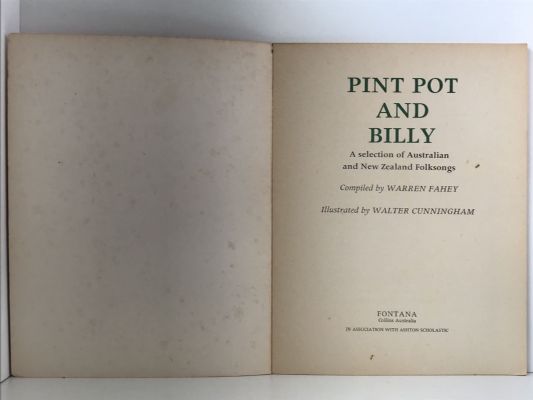 PINT POT
AND
BILLY
A selection of Australian
and New Zealand Folksongs
Compiled by WARREN FAHEY
Illustrated by WALTER CUNNINGHAM
FONTANA
Collins Australia
IN ASSOCIATION WITH ASHTON SCHOLASTIC